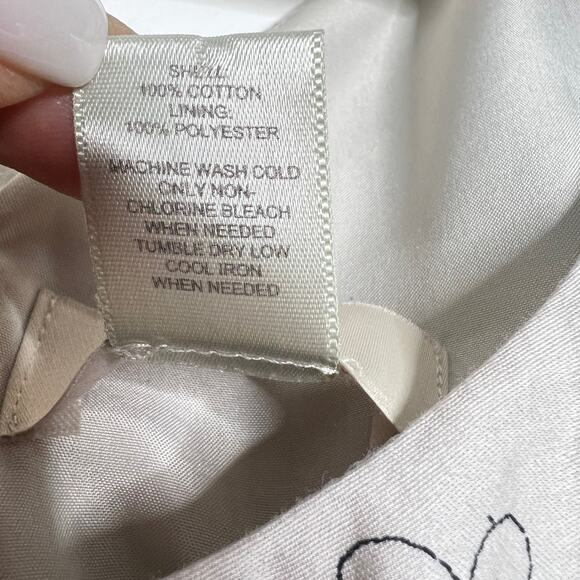 SHELL:
100% COTTON
LINING:
100% POLYESTER
MACHINE WASH COLD
ONLY NON-
CHLORINE BLEACH
WHEN NEEDED
TUMBLE DRY LOW
COOL IRON
WHEN NEEDED